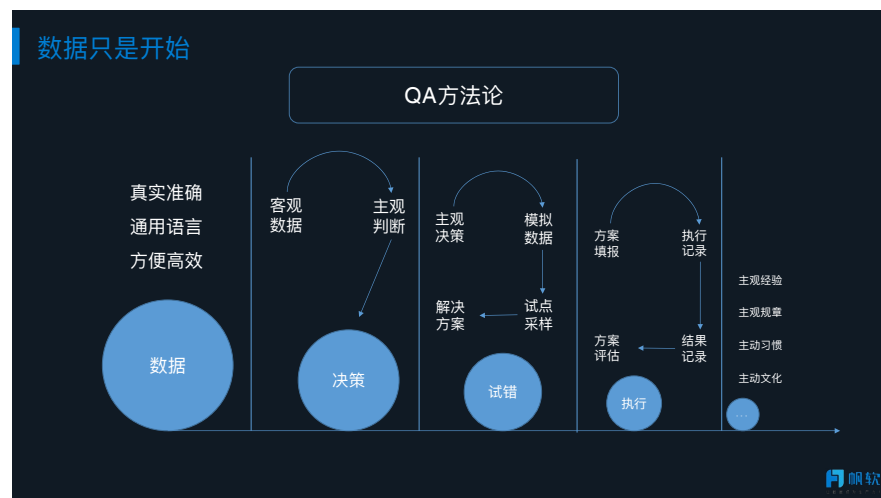 数据只是开始
QA方法论
真实准确
通用语言
方便高效
数据
客观
数据
主观
判断
决策
主观
决策
模拟
数据
试点
采样
解决
方案
试错
方案
填报
执行
记录
结果
记录
方案
评估
执行
主观经验
主观规章
主动习惯
主动文化
...
帆软